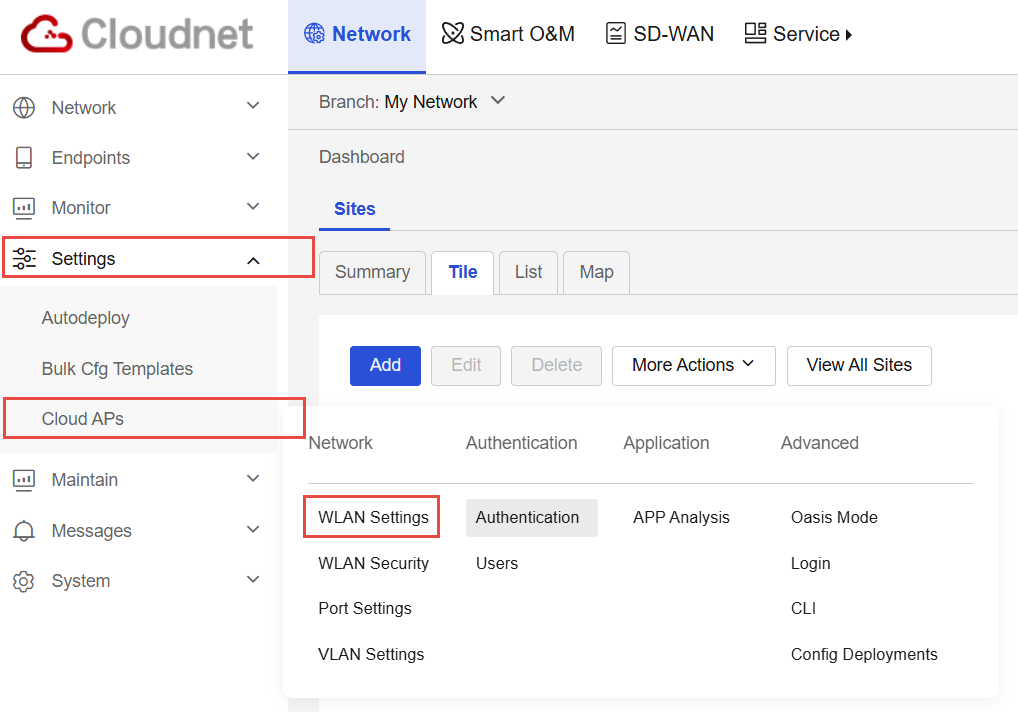 Cloudnet
Network
Smart O&M
SD-WAN
Service
Network
Endpoints
Monitor
Settings
Autodeploy
Bulk Cfg Templates
Cloud APs
Maintain
Messages
System
Branch: My Network
Dashboard
Sites
Summary
Tile
List
Map
Add
Edit
Delete
More Actions
View All Sites
Network
Authentication
Application
Advanced
WLAN Settings
Authentication
APP Analysis
Oasis Mode
WLAN Security
Users
Login
Port Settings
CLI
VLAN Settings
Config Deployments